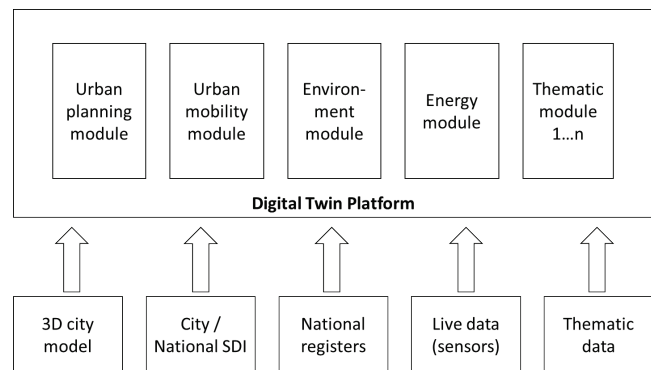 Urban
planning
module
Urban
mobility
module
Environ-
ment
module
Energy
module
Thematic
module
1...n
Digital Twin Platform
3D city
model
City /
National SDI
National
registers
Live data
(sensors)
Thematic
data